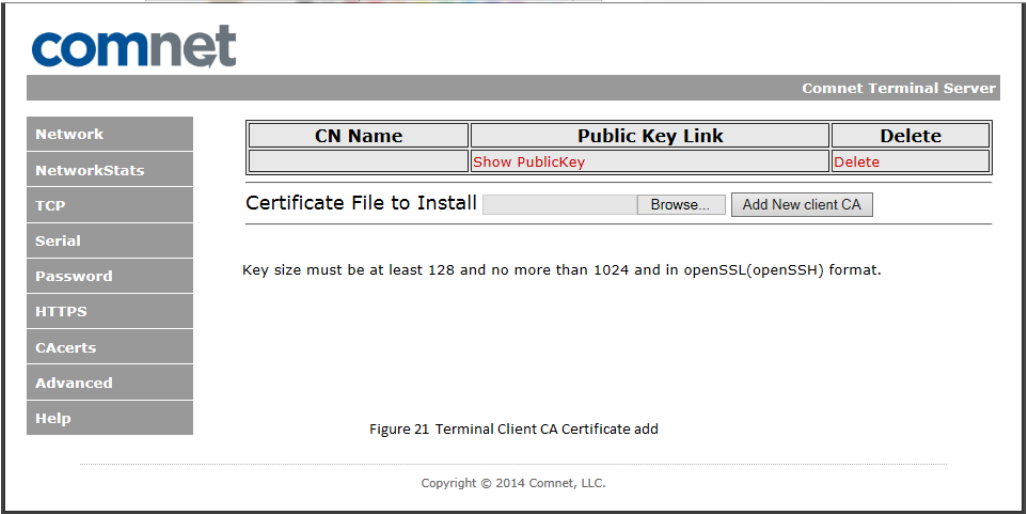 comnet
Comnet Terminal Server
Network
NetworkStats
TCP
Serial
Password
HTTPS
CAcerts
Advanced
Help
CN Name Public Key Link Delete
Show PublicKey Delete
Certificate File to Install Browse... Add New client CA
Key size must be at least 128 and no more than 1024 and in openSSL(openSSH) format.
Figure 21 Terminal Client CA Certificate add
Copyright © 2014 Comnet, LLC.